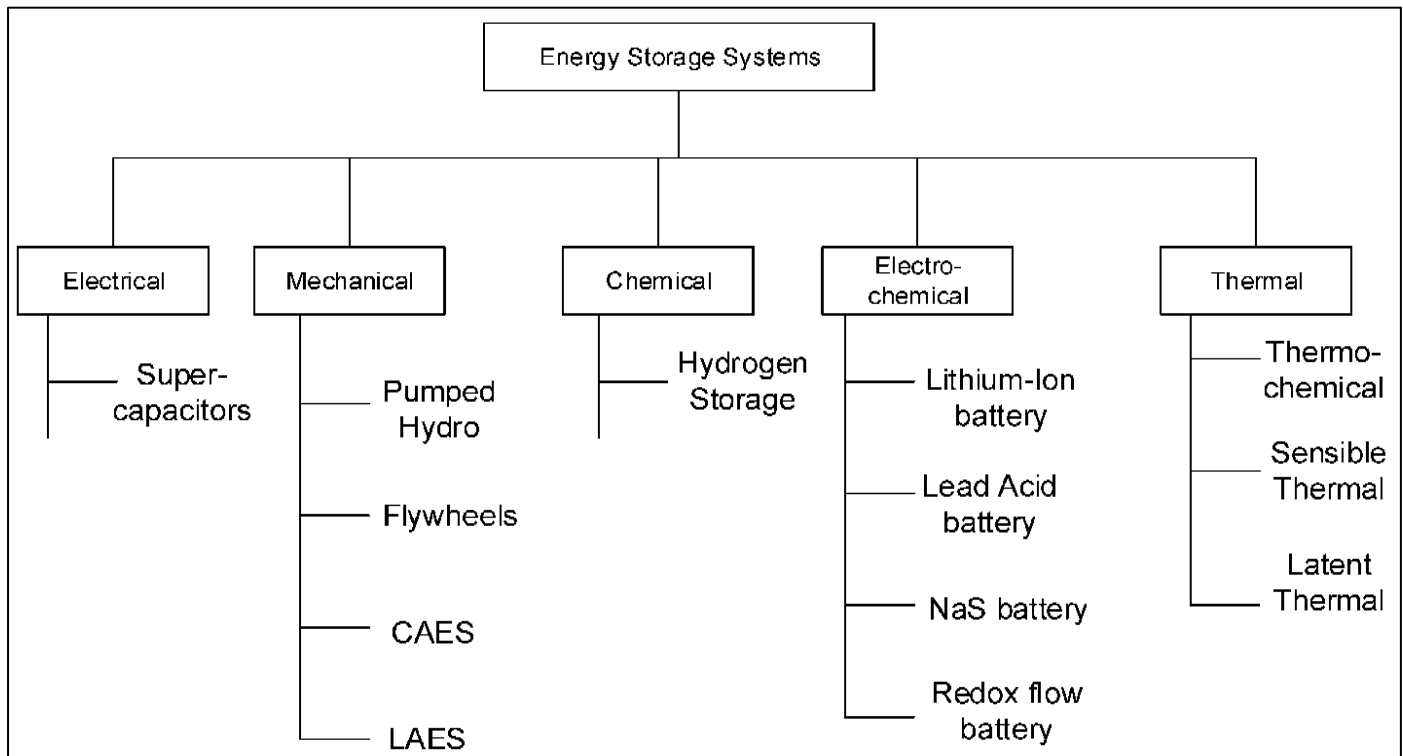 Energy Storage Systems
Electrical
Mechanical
Chemical
Electro-
chemical
Thermal
Super-
capacitors
Pumped
Hydro
Flywheels
CAES
LAES
Hydrogen
Storage
Lithium-Ion
battery
Lead Acid
battery
NaS battery
Redox flow
battery
Thermo-
chemical
Sensible
Thermal
Latent
Thermal